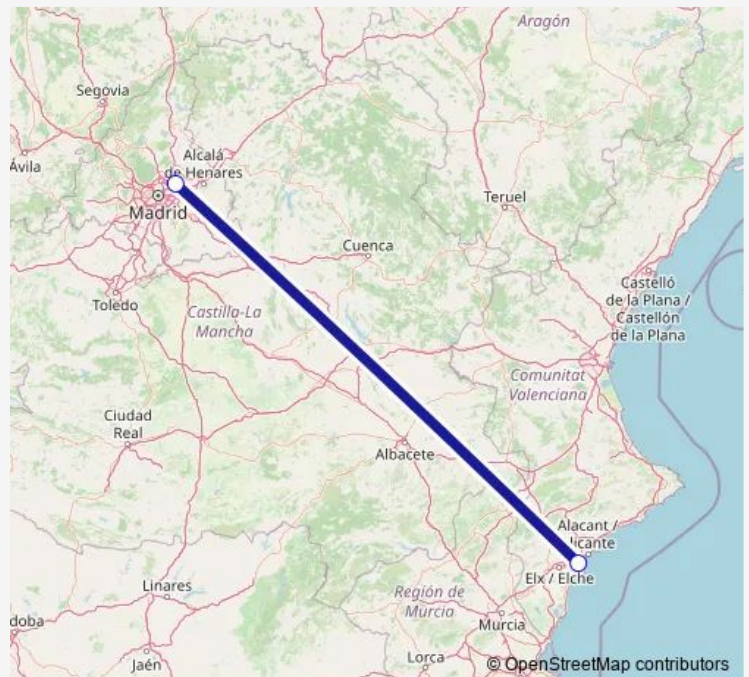 Aragón
Segovia
Ávila
Alcalá
de Henares
Madrid
Teruel
Cuenca
Toledo
Castilla-La
Mancha
Castelló
de la Plana /
Castellón
de la Plana
Comunitat
Valenciana
Ciudad
Real
Albacete
Alacant /
licante
Elx / Elche
Linares
Región de
Murcia
doba
Murcia
Jaén
Lorca
© OpenStreetMap contributors